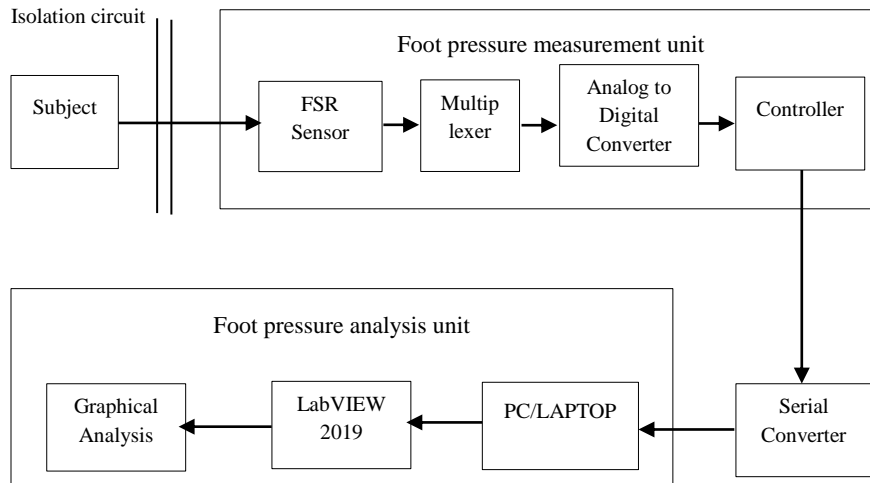 Isolation circuit
Foot pressure measurement unit
Subject
FSR
Sensor
Multip
lexer
Analog to
Digital
Converter
Controller
Foot pressure analysis unit
Graphical
Analysis
LabVIEW
2019
PC/LAPTOP
Serial
Converter